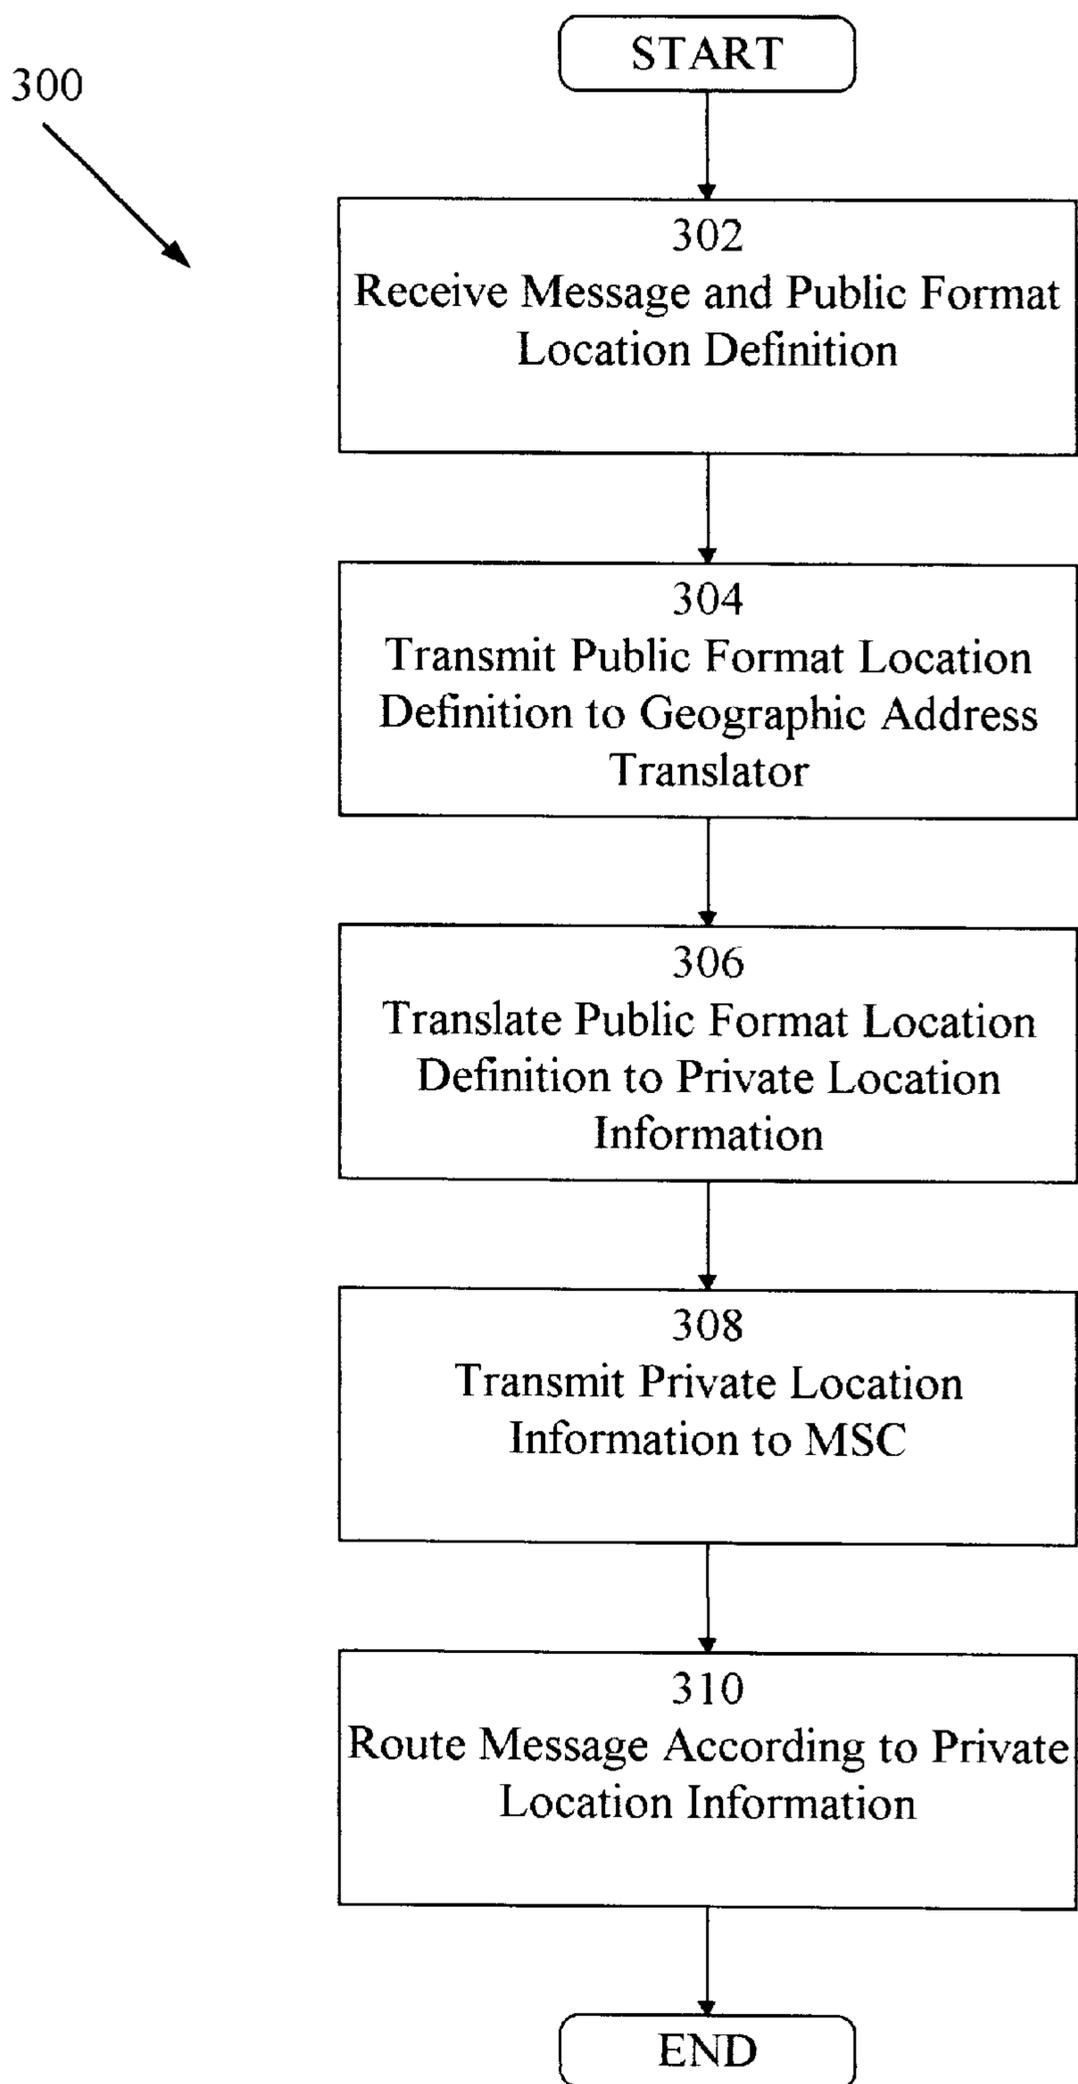 START
300
302
Receive Message and Public Format
Location Definition
304
Transmit Public Format Location
Definition to Geographic Address
Translator
306
Translate Public Format Location
Definition to Private Location
Information
308
Transmit Private Location
Information to MSC
310
Route Message According to Private
Location Information
END